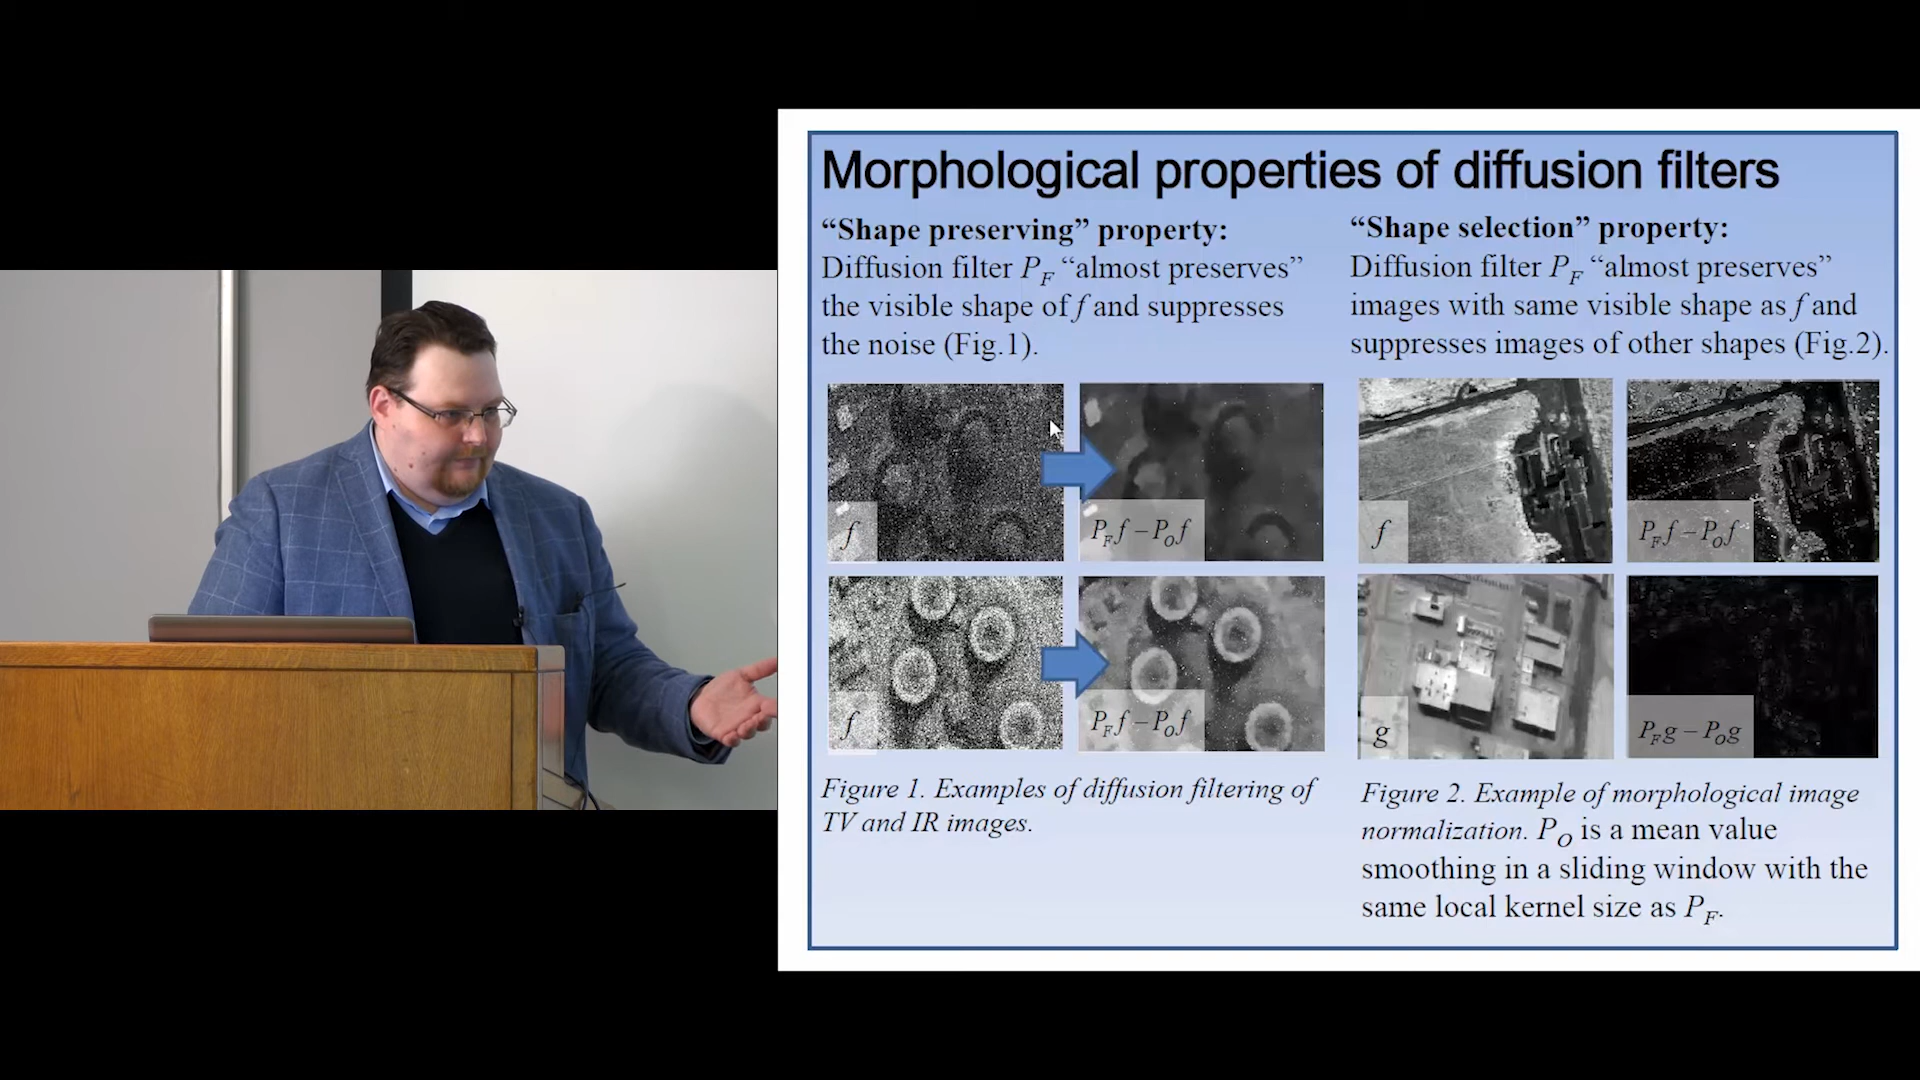 Morphological properties of diffusion filters
“Shape preserving” property:
Diffusion filter P_F “almost preserves”
the visible shape of f and suppresses
the noise (Fig.1).
f
P_F f – P_O f
f
P_F f – P_O f
Figure 1. Examples of diffusion filtering of
TV and IR images.
“Shape selection” property:
Diffusion filter P_F “almost preserves”
images with same visible shape as f and
suppresses images of other shapes (Fig.2).
f
P_F f – P_O f
g
P_F g – P_O g
Figure 2. Example of morphological image
normalization. P_O is a mean value
smoothing in a sliding window with the
same local kernel size as P_F.